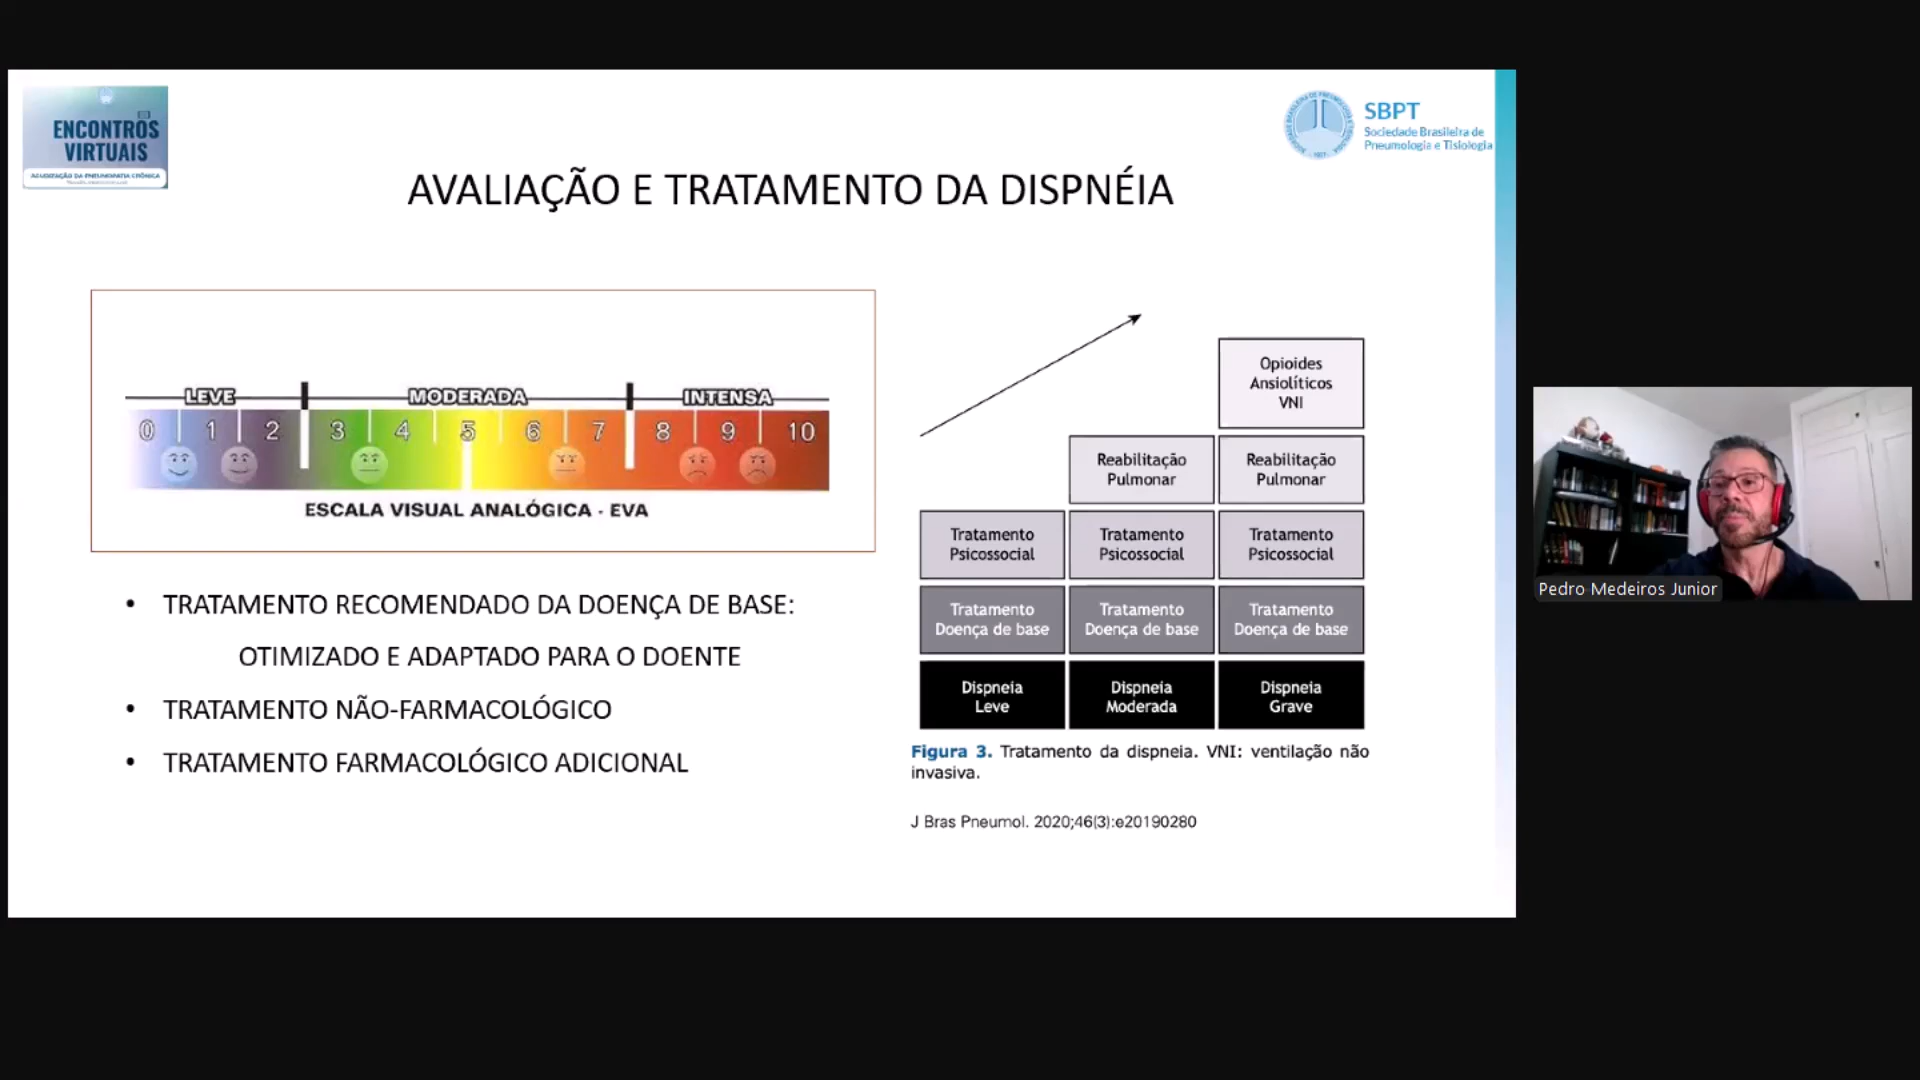 ENCONTROS
VIRTUAIS
AGUDIZAÇÃO DA PNEUMOPATIA CRÔNICA
SBPT
Sociedade Brasileira de
Pneumologia e Tisiologia
AVALIAÇÃO E TRATAMENTO DA DISPNÉIA
LEVE MODERADA INTENSA
0 1 2 3 4 5 6 7 8 9 10
ESCALA VISUAL ANALÓGICA - EVA
• TRATAMENTO RECOMENDADO DA DOENÇA DE BASE:
OTIMIZADO E ADAPTADO PARA O DOENTE
• TRATAMENTO NÃO-FARMACOLÓGICO
• TRATAMENTO FARMACOLÓGICO ADICIONAL
Opioides
Ansiolíticos
VNI
Reabilitação Reabilitação
Pulmonar Pulmonar
Tratamento Tratamento Tratamento
Psicossocial Psicossocial Psicossocial
Tratamento Tratamento Tratamento
Doença de base Doença de base Doença de base
Dispneia Dispneia Dispneia
Leve Moderada Grave
Figura 3. Tratamento da dispneia. VNI: ventilação não
invasiva.
J Bras Pneumol. 2020;46(3):e20190280
Pedro Medeiros Junior